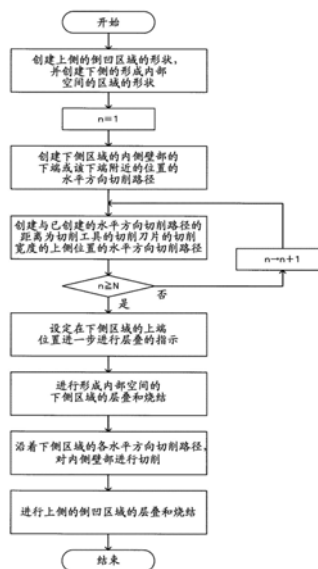 开始
创建上侧的倒凹区域的形状，
并创建下侧的形成内部
空间的区域的形状
n=1
创建下侧区域的内侧壁部的
下端或该下端附近的位置的
水平方向切削路径
创建与已创建的水平方向切削路径的
距离为切削工具的切削刀片的切削
宽度的上侧位置的水平方向切削路径
n→n+1
n≧N
否
是
设定在下侧区域的上端
位置进一步进行层叠的指示
进行形成内部空间的
下侧区域的层叠和烧结
沿着下侧区域的各水平方向切削路径，
对内侧壁部进行切削
进行上侧的倒凹区域的层叠和烧结
结束